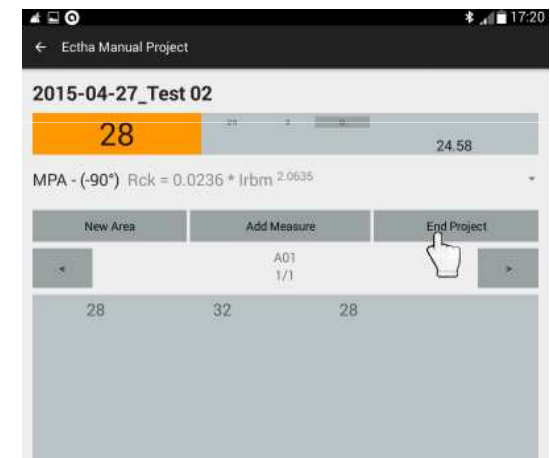 17:20
Ectha Manual Project
2015-04-27_Test 02
28 24.58
MPA - (-90°) Rck = 0.0236 * Irbm 2.0635
New Area Add Measure End Project
< A01 >
1/1
28 32 28